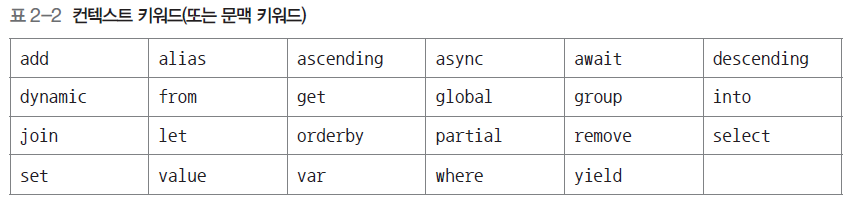 표 2-2 컨텍스트 키워드(또는 문맥 키워드)
add alias ascending async await descending
dynamic from get global group into
join let orderby partial remove select
set value var where yield